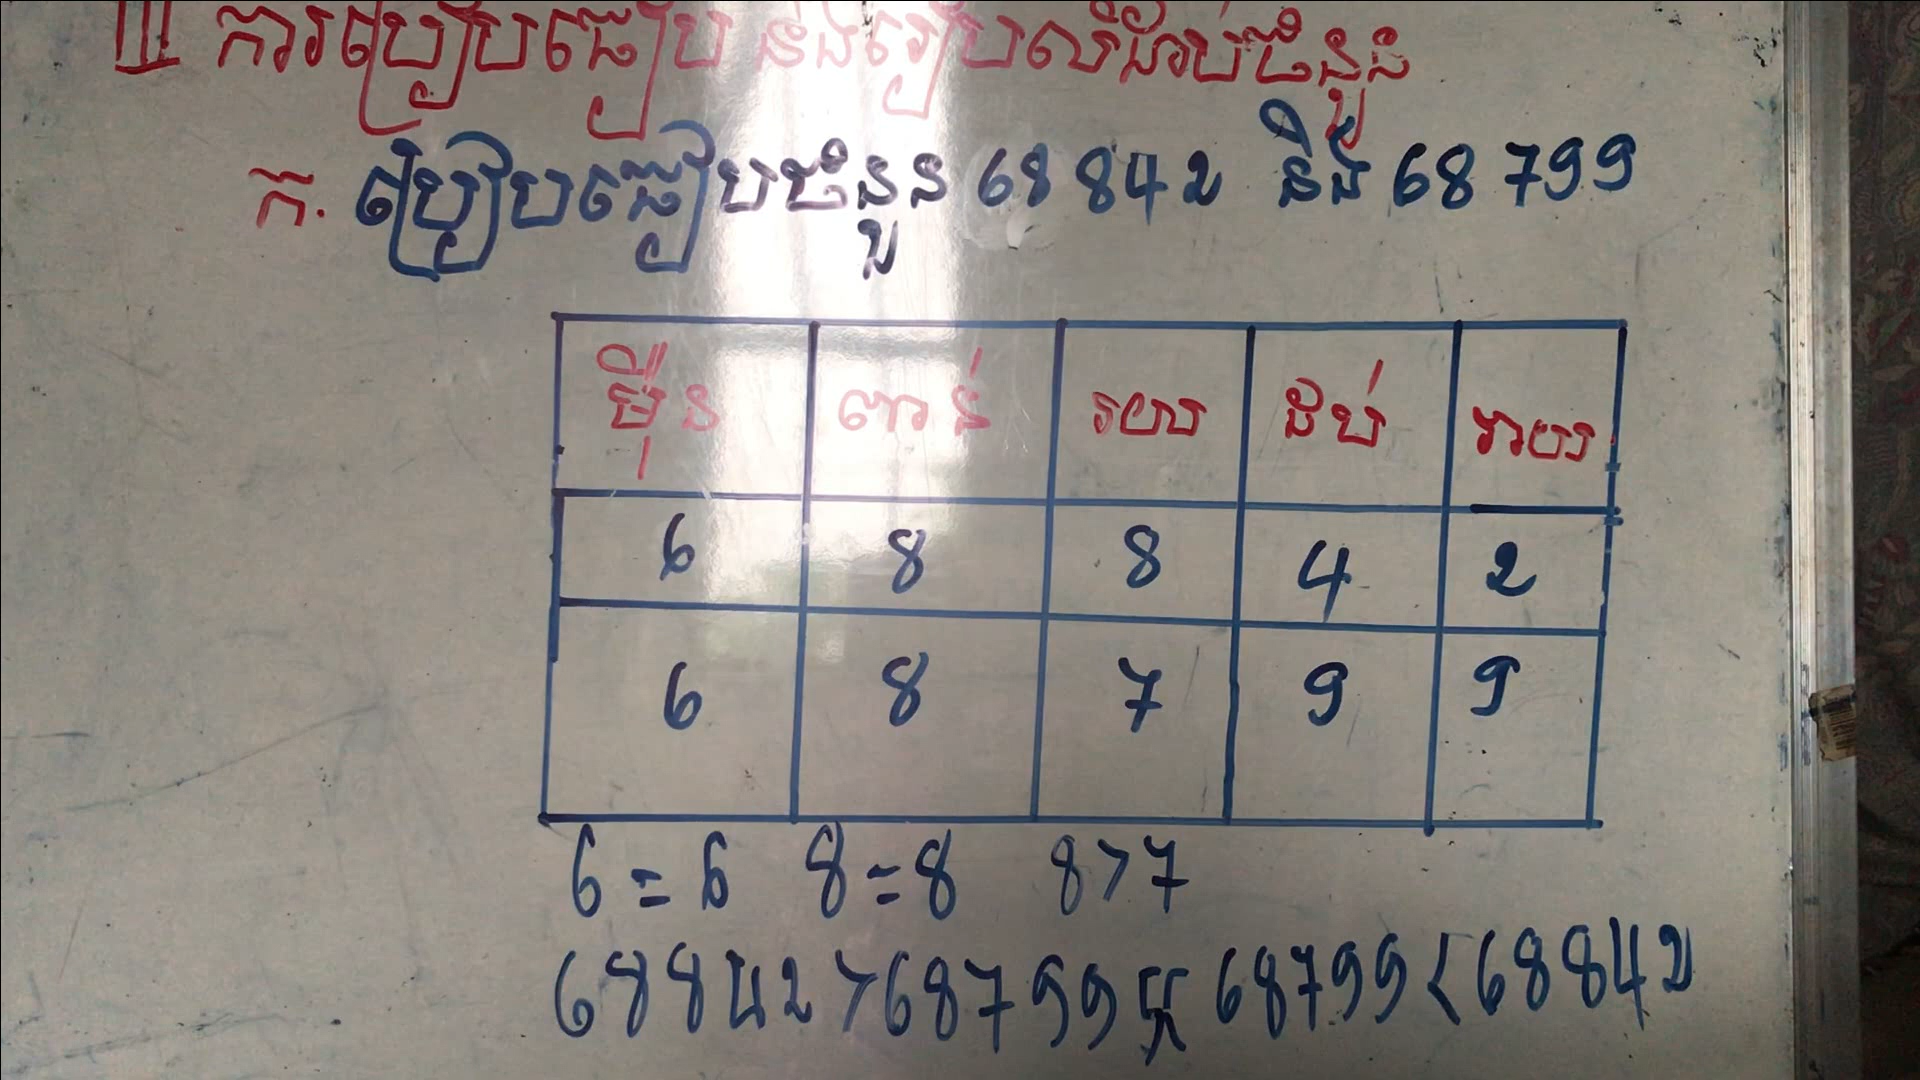 III ការប្រៀបធៀប និងរៀបលំដាប់ចំនួន
ក. ប្រៀបធៀបចំនួន 68 842 និង 68 799
ម៉ឺន ពាន់ រយ ដប់ រាយ
6 8 8 4 2
6 8 7 9 9
6 = 6 8 = 8 8 > 7
68842 > 68799 ឬ 68799 < 68842